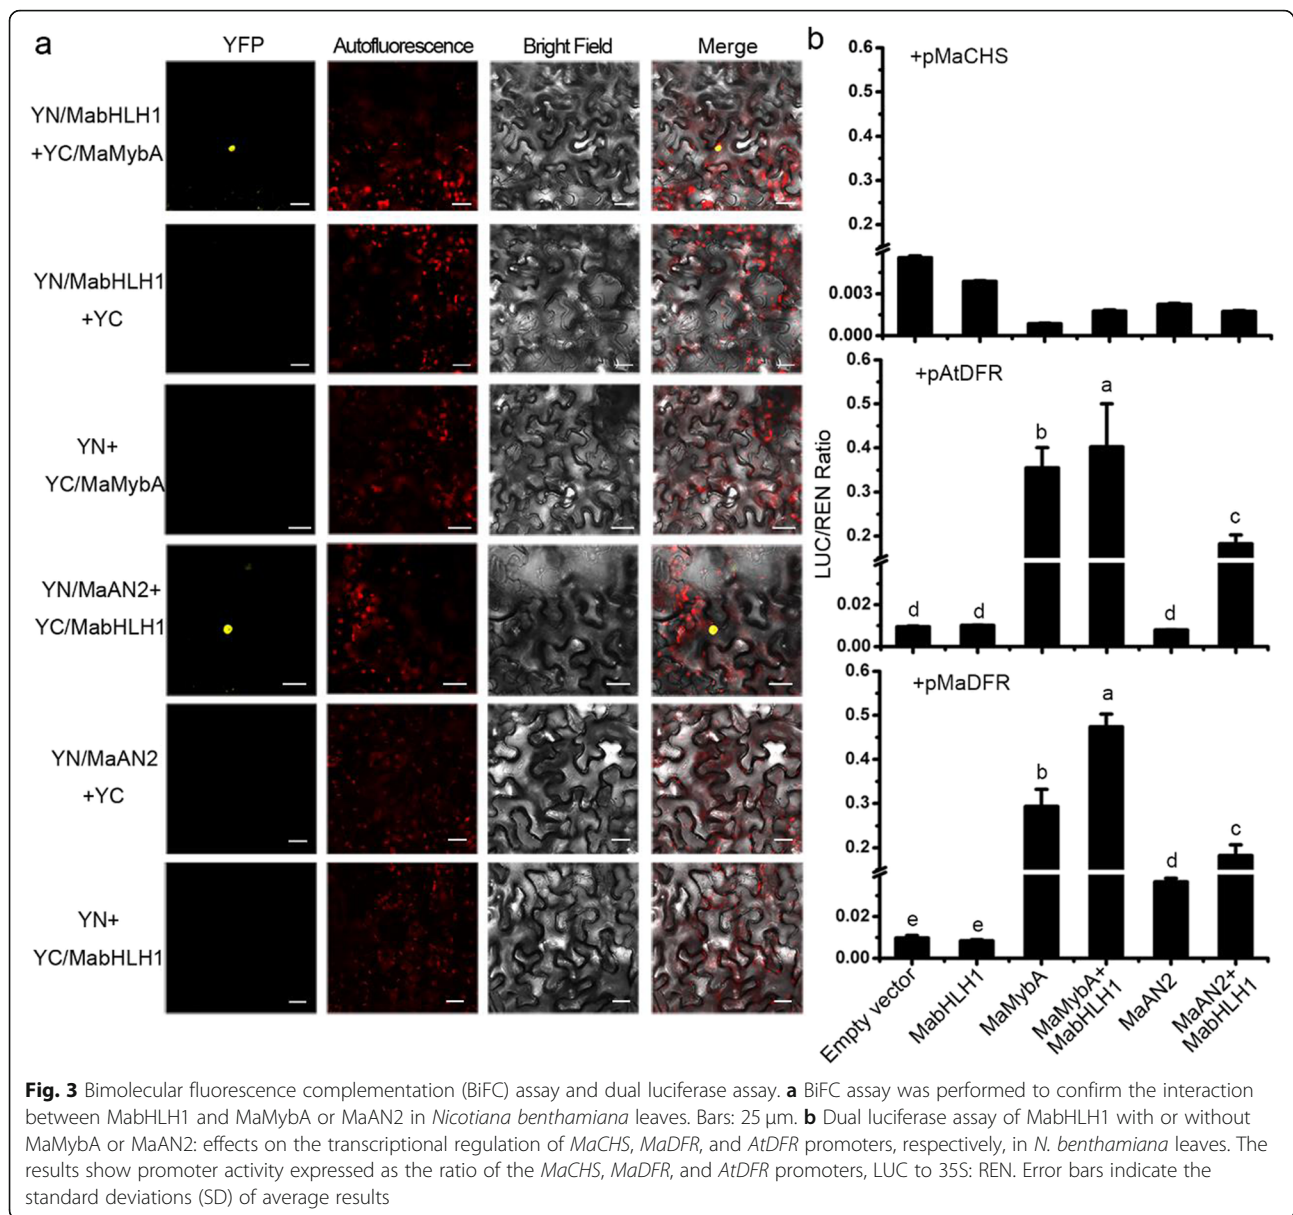 a
YFP
Autofluorescence
Bright Field
Merge
YN/MabHLH1
+YC/MaMybA
YN/MabHLH1
+YC
YN+
YC/MaMybA
YN/MaAN2+
YC/MabHLH1
YN/MaAN2
+YC
YN+
YC/MabHLH1
b
+pMaCHS
0.6
0.5
0.4
0.3
0.2
0.003
0.000
LUC/REN Ratio
+pAtDFR
0.6
0.5
0.4
0.3
0.2
0.02
0.00
d
d
b
a
d
c
+pMaDFR
0.6
0.5
0.4
0.3
0.2
0.02
0.00
e
e
b
a
d
c
Empty vector
MabHLH1
MaMybA
MaMybA+
MabHLH1
MaAN2
MaAN2+
MabHLH1
Fig. 3 Bimolecular fluorescence complementation (BiFC) assay and dual luciferase assay. a BiFC assay was performed to confirm the interaction
between MabHLH1 and MaMybA or MaAN2 in Nicotiana benthamiana leaves. Bars: 25 μm. b Dual luciferase assay of MabHLH1 with or without
MaMybA or MaAN2: effects on the transcriptional regulation of MaCHS, MaDFR, and AtDFR promoters, respectively, in N. benthamiana leaves. The
results show promoter activity expressed as the ratio of the MaCHS, MaDFR, and AtDFR promoters, LUC to 35S: REN. Error bars indicate the
standard deviations (SD) of average results